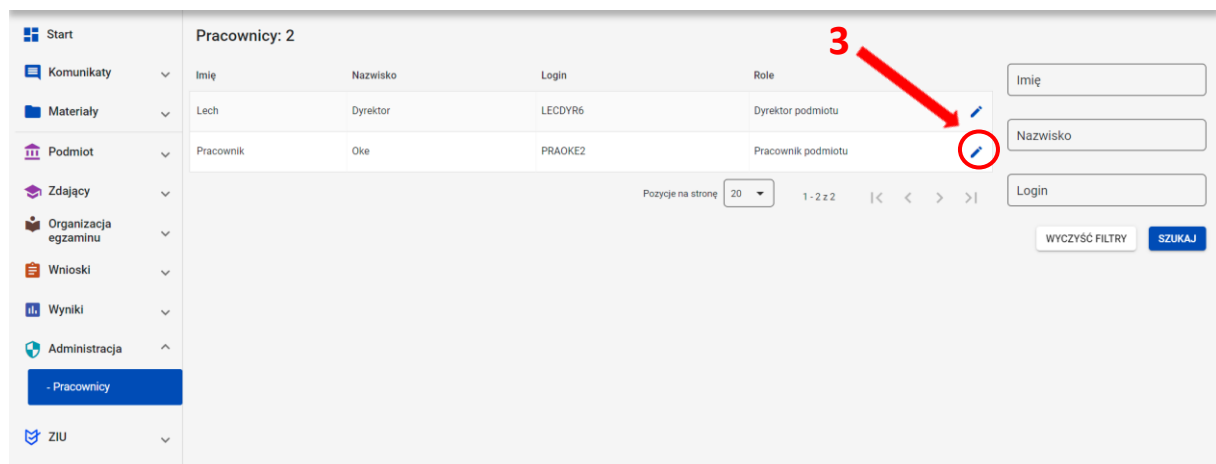 Start
Komunikaty
Materiały
Podmiot
Zdający
Organizacja
egzaminu
Wnioski
Wyniki
Administracja
- Pracownicy
ZIU
Pracownicy: 2
3
Imię Nazwisko Login Role
Lech Dyrektor LECDYR6 Dyrektor podmiotu
Pracownik Oke PRAOKE2 Pracownik podmiotu
Pozycje na stronę 20 1 - 2 z 2
Imię
Nazwisko
Login
WYCZYŚĆ FILTRY SZUKAJ